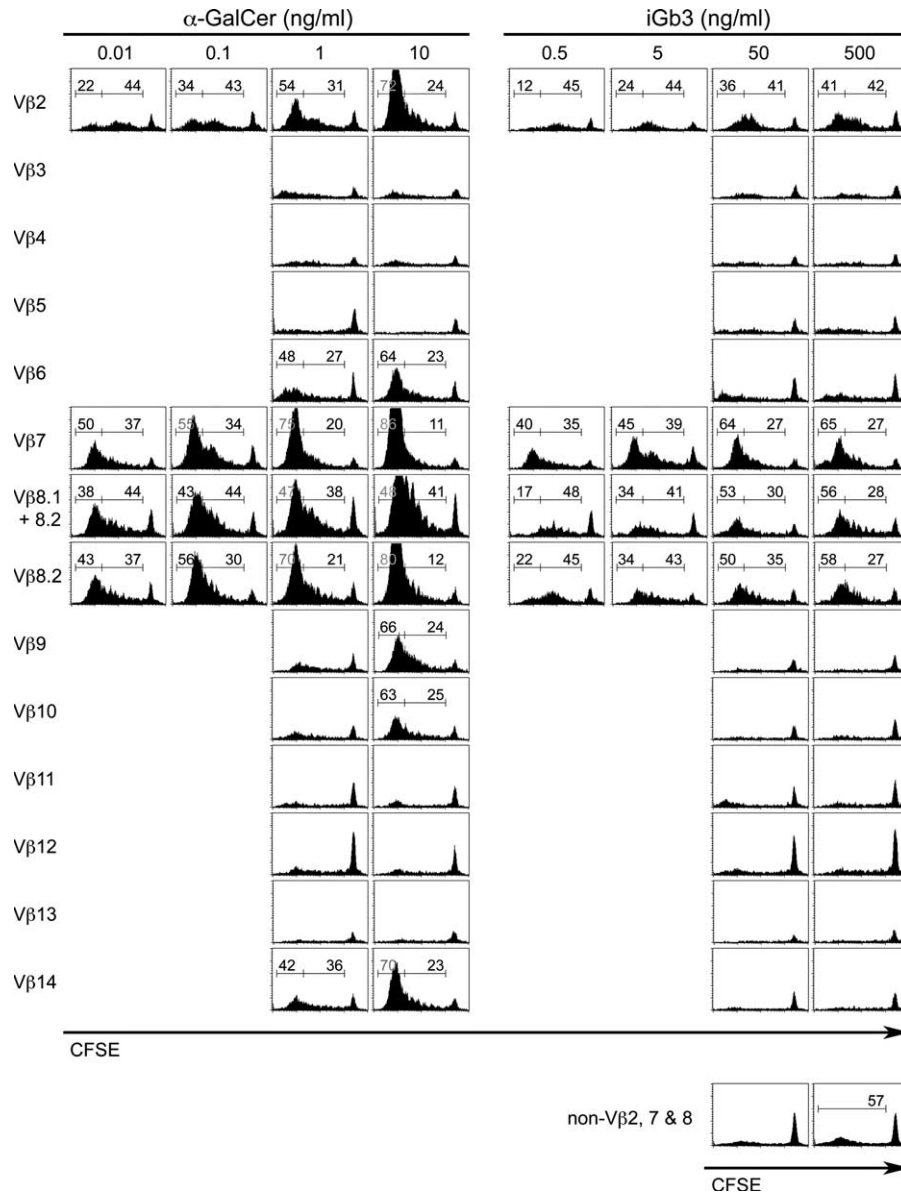 α-GalCer (ng/ml) iGb3 (ng/ml)
0.01 0.1 1 10 0.5 5 50 500
Vβ2 22 44 34 43 54 31 72 24 12 45 24 44 36 41 41 42
Vβ3
Vβ4
Vβ5
Vβ6 48 27 64 23
Vβ7 50 37 55 34 75 20 86 11 40 35 45 39 64 27 65 27
Vβ8.1 + 8.2 38 44 43 44 47 38 48 41 17 48 34 41 53 30 56 28
Vβ8.2 43 37 56 30 70 21 80 12 22 45 34 43 50 35 58 27
Vβ9 66 24
Vβ10 63 25
Vβ11
Vβ12
Vβ13
Vβ14 42 36 70 23
CFSE
non-Vβ2, 7 & 8 57
CFSE